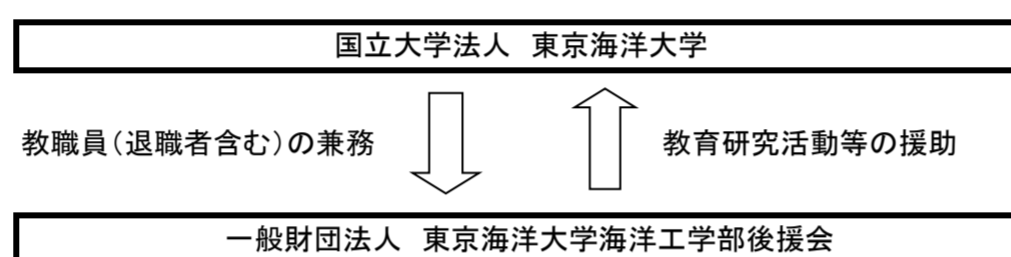 国立大学法人　東京海洋大学
教職員（退職者含む）の兼務
教育研究活動等の援助
一般財団法人　東京海洋大学海洋工学部後援会